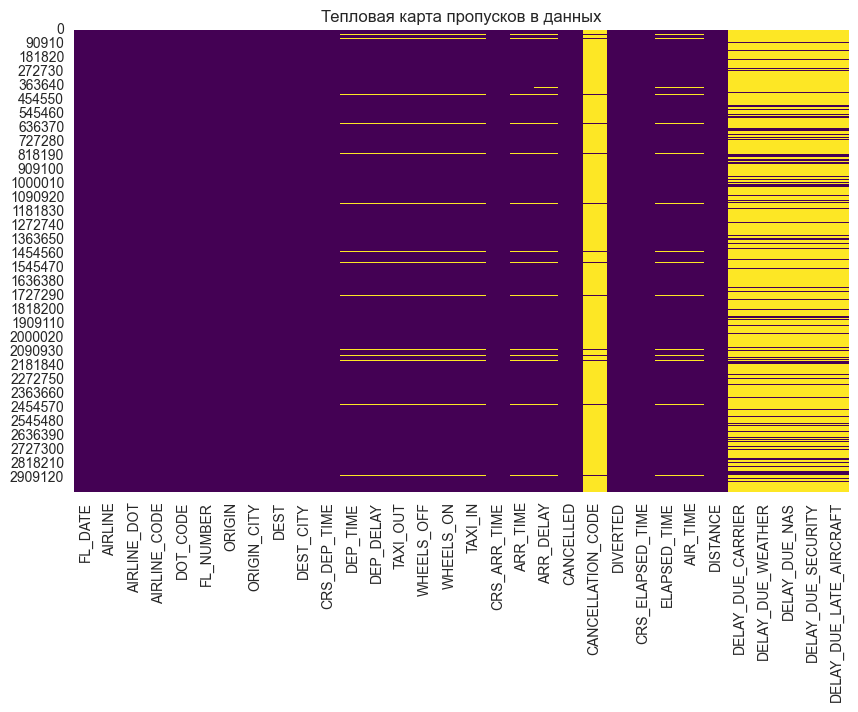 Тепловая карта пропусков в данных
0
90910
181820
272730
363640
454550
545460
636370
727280
818190
909100
1000010
1090920
1181830
1272740
1363650
1454560
1545470
1636380
1727290
1818200
1909110
2000020
2090930
2181840
2272750
2363660
2454570
2545480
2636390
2727300
2818210
2909120
FL_DATE
AIRLINE
AIRLINE_DOT
AIRLINE_CODE
DOT_CODE
FL_NUMBER
ORIGIN
ORIGIN_CITY
DEST
DEST_CITY
CRS_DEP_TIME
DEP_TIME
DEP_DELAY
TAXI_OUT
WHEELS_OFF
WHEELS_ON
TAXI_IN
CRS_ARR_TIME
ARR_TIME
ARR_DELAY
CANCELLED
CANCELLATION_CODE
DIVERTED
CRS_ELAPSED_TIME
ELAPSED_TIME
AIR_TIME
DISTANCE
DELAY_DUE_CARRIER
DELAY_DUE_WEATHER
DELAY_DUE_NAS
DELAY_DUE_SECURITY
DELAY_DUE_LATE_AIRCRAFT